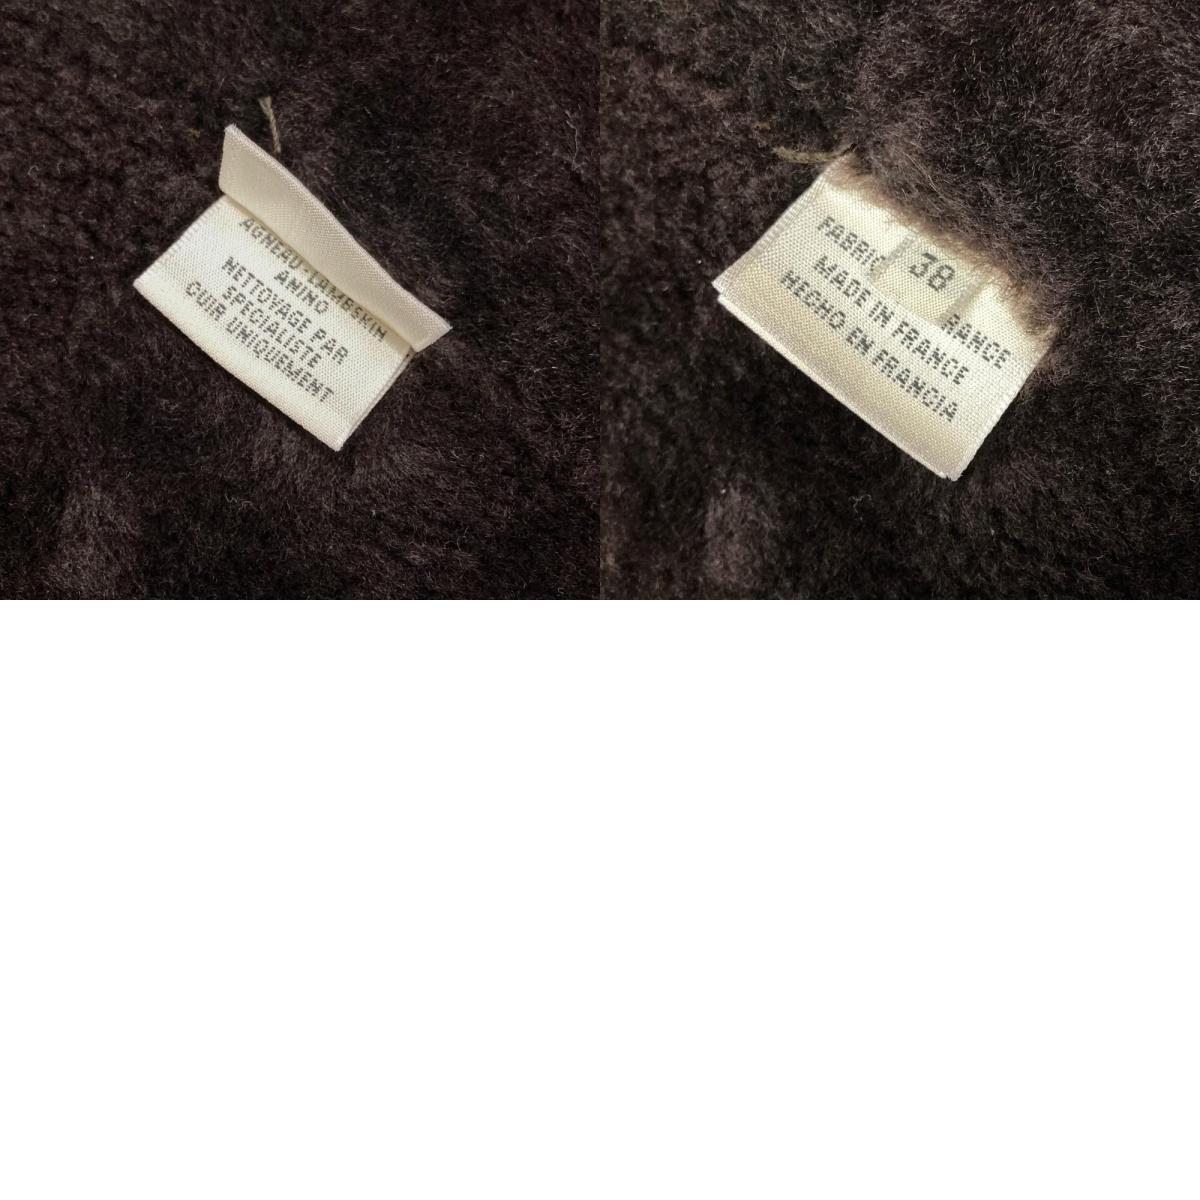 AGNEAU-LAMBSKIN
ANINO
NETTOYAGE PAR
SPECIALISTE
CUIR UNIQUEMENT
38
FABRIC RANCE
MADE IN FRANCE
HECHO EN FRANCIA